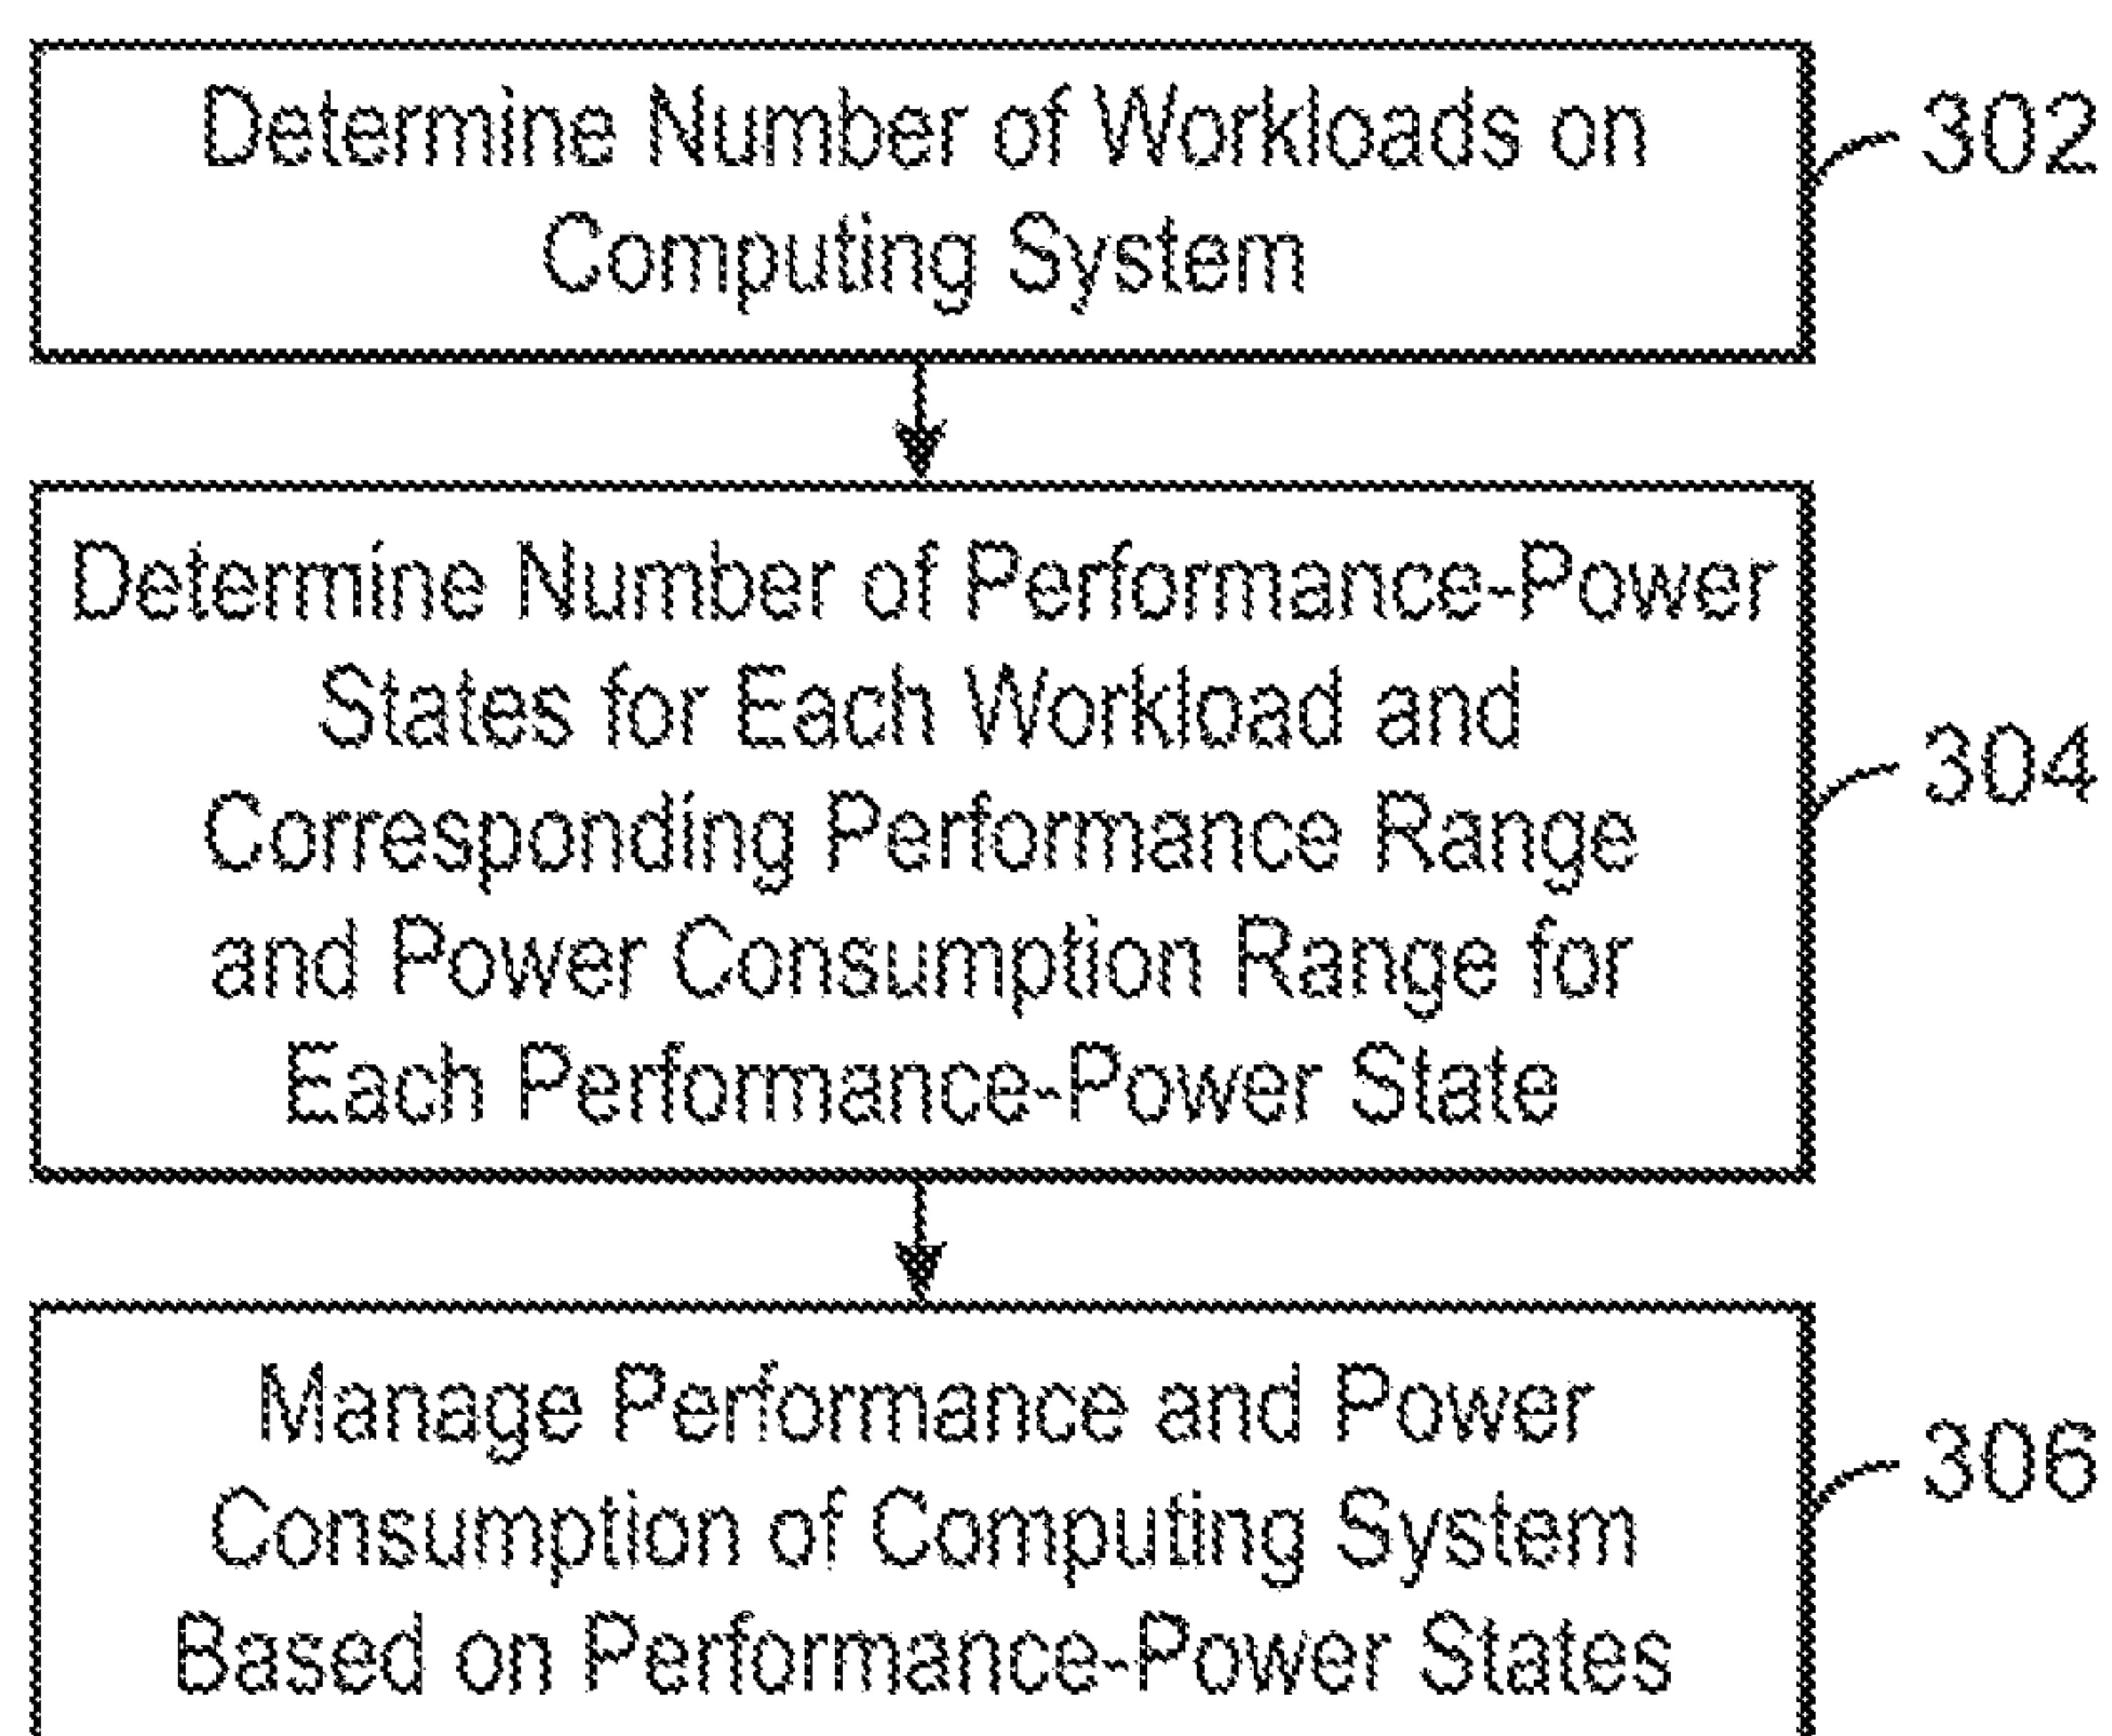 Determine Number of Workloads on
Computing System
302
Determine Number of Performance-Power
States for Each Workload and
Corresponding Performance Range
and Power Consumption Range for
Each Performance-Power State
304
Manage Performance and Power
Consumption of Computing System
Based on Performance-Power States
306